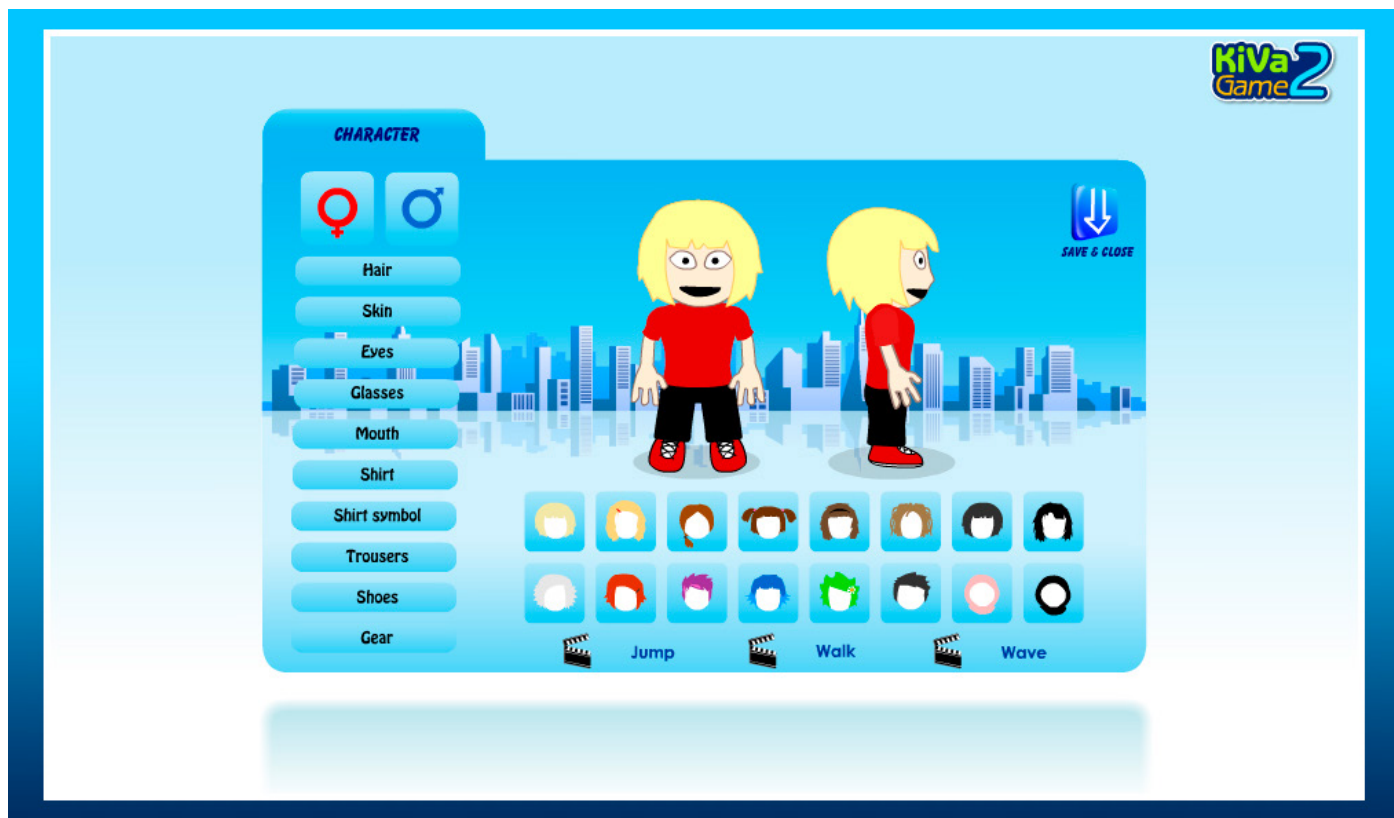 KiVa
Game 2
CHARACTER
SAVE & CLOSE
Hair
Skin
Eyes
Glasses
Mouth
Shirt
Shirt symbol
Trousers
Shoes
Gear
Jump
Walk
Wave